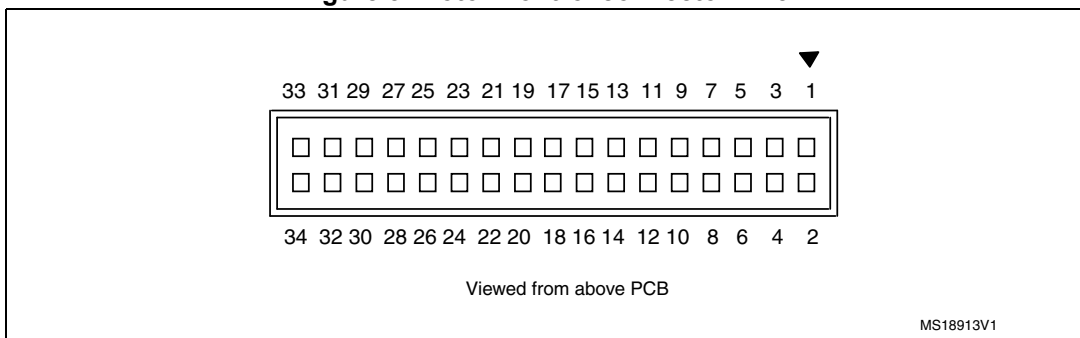 33 31 29 27 25 23 21 19 17 15 13 11 9 7 5 3 1
34 32 30 28 26 24 22 20 18 16 14 12 10 8 6 4 2
Viewed from above PCB
MS18913V1